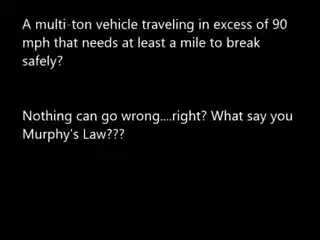 A multi-ton vehicle traveling in excess of 90
mph that needs at least a mile to break
safely?
Nothing can go wrong....right? What say you
Murphy's Law???